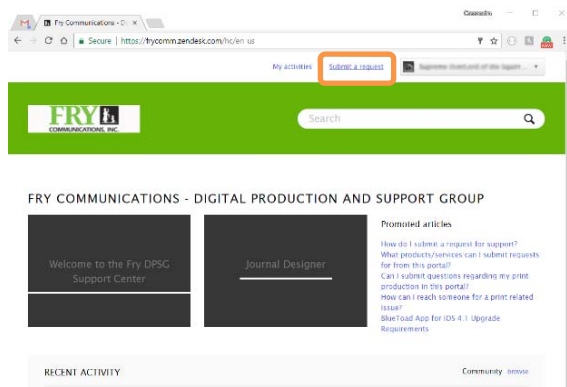 Fry Communications - Di
Secure | https://frycomm.zendesk.com/hc/en-us
My activities Submit a request
FRY
COMMUNICATIONS, INC.
Search
FRY COMMUNICATIONS - DIGITAL PRODUCTION AND SUPPORT GROUP
Welcome to the Fry DPSG
Support Center
Journal Designer
Promoted articles
How do I submit a request for support?
What products/services can I submit requests
for from this portal?
Can I submit questions regarding my print
production in this portal?
How can I reach someone for a print related
issue?
BlueToad App for iOS 4.1 Upgrade
Requirements
RECENT ACTIVITY
Community browse